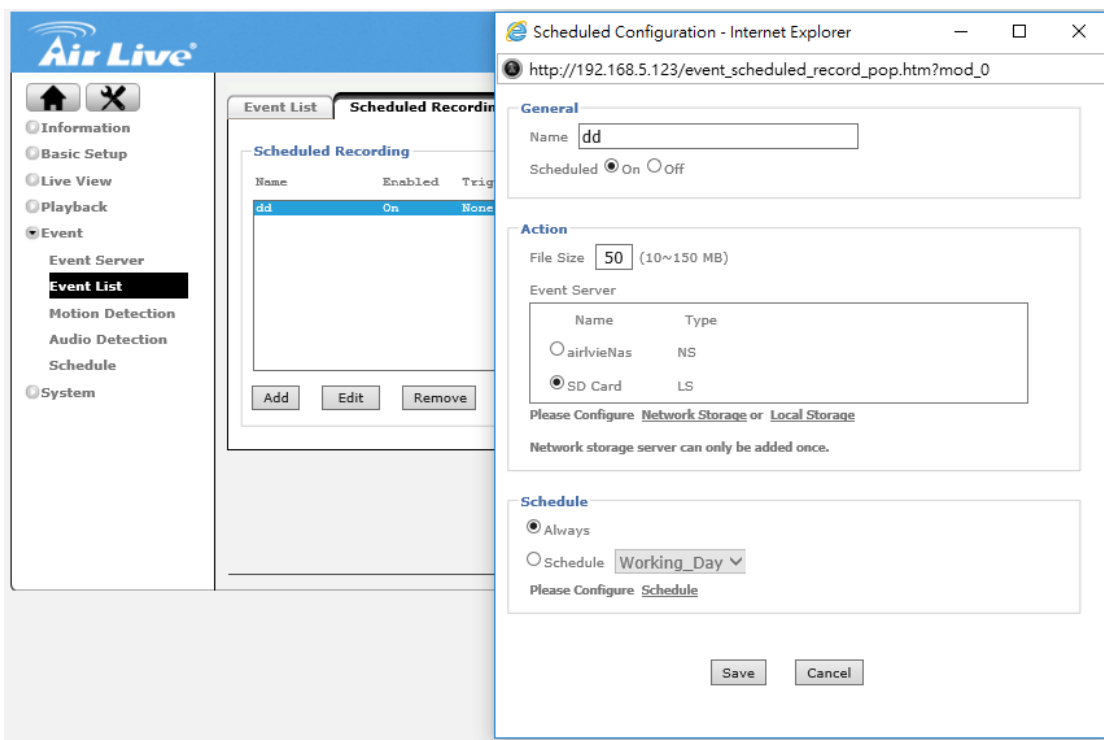 Air Live®
Information
Basic Setup
Live View
Playback
Event
Event Server
Event List
Motion Detection
Audio Detection
Schedule
System
Event List
Scheduled Recordin
Scheduled Recording
Name Enabled Trig
dd On None
Add Edit Remove
Scheduled Configuration - Internet Explorer
http://192.168.5.123/event_scheduled_record_pop.htm?mod_0
General
Name dd
Scheduled On Off
Action
File Size 50 (10~150 MB)
Event Server
Name Type
airlvieNas NS
SD Card LS
Please Configure Network Storage or Local Storage
Network storage server can only be added once.
Schedule
Always
Schedule Working_Day
Please Configure Schedule
Save Cancel